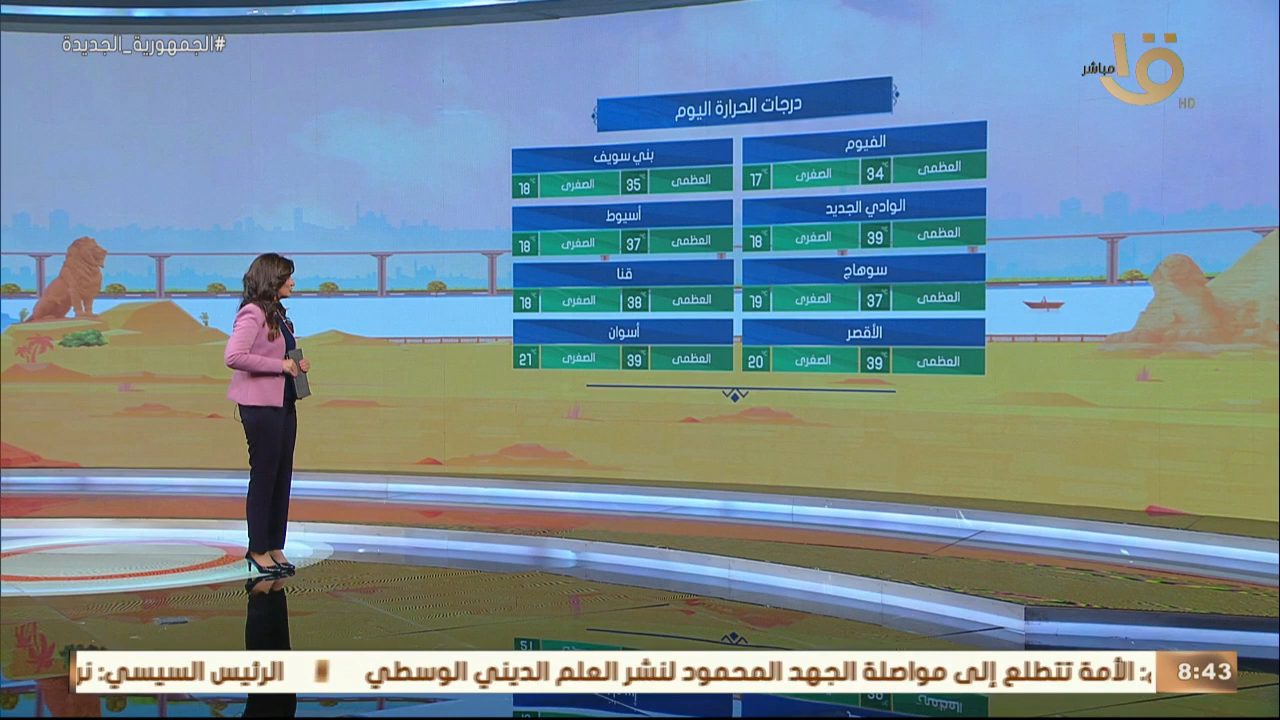 #الجمهورية_الجديدة
مباشر
HD
درجات الحرارة اليوم
الفيوم
العظمى 34 الصغرى 17
بني سويف
العظمى 35 الصغرى 18
الوادي الجديد
العظمى 39 الصغرى 18
أسيوط
العظمى 37 الصغرى 18
سوهاج
العظمى 37 الصغرى 19
قنا
العظمى 38 الصغرى 18
الأقصر
العظمى 39 الصغرى 20
أسوان
العظمى 39 الصغرى 21
8:43 الأمة تتطلع إلى مواصلة الجهد المحمود لنشر العلم الديني الوسطي الرئيس السيسي: